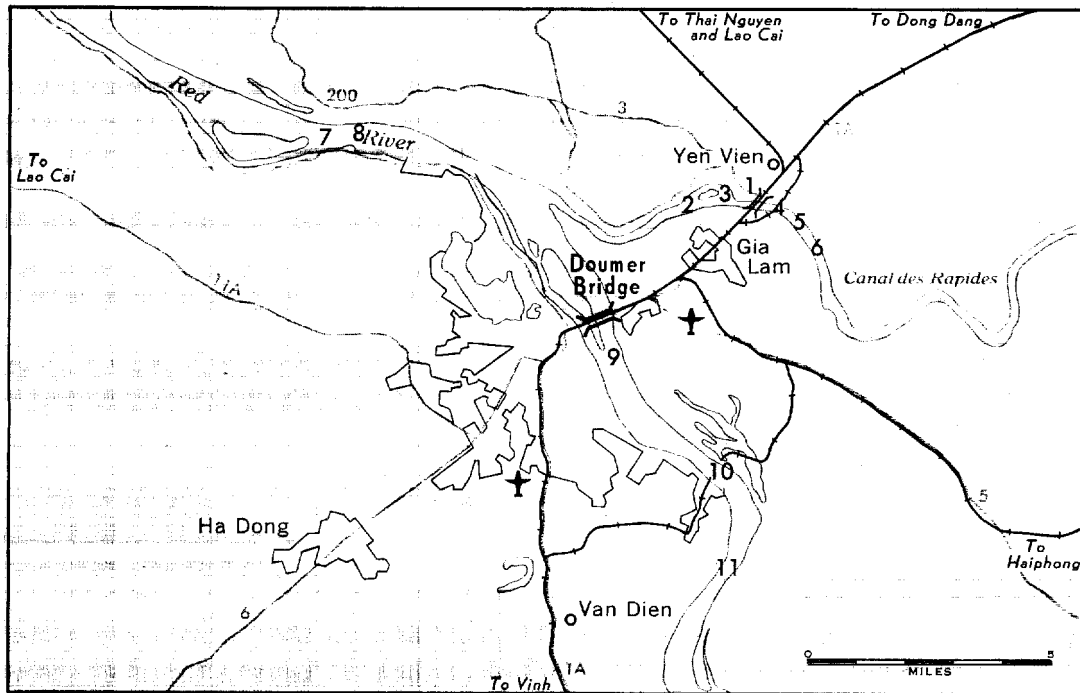 To Thai Nguyen
and Lao Cai
To Dong Dang
Red
200
3
1A
7
8
River
Yen Vien
To
Lao Cai
1
2
3
4
5
6
Gia
Lam
Doumer
Bridge
Canal des Rapides
11A
9
10
5
Ha Dong
To
Haiphong
11
6
Van Dien
0
5
MILES
1A
To Vinh